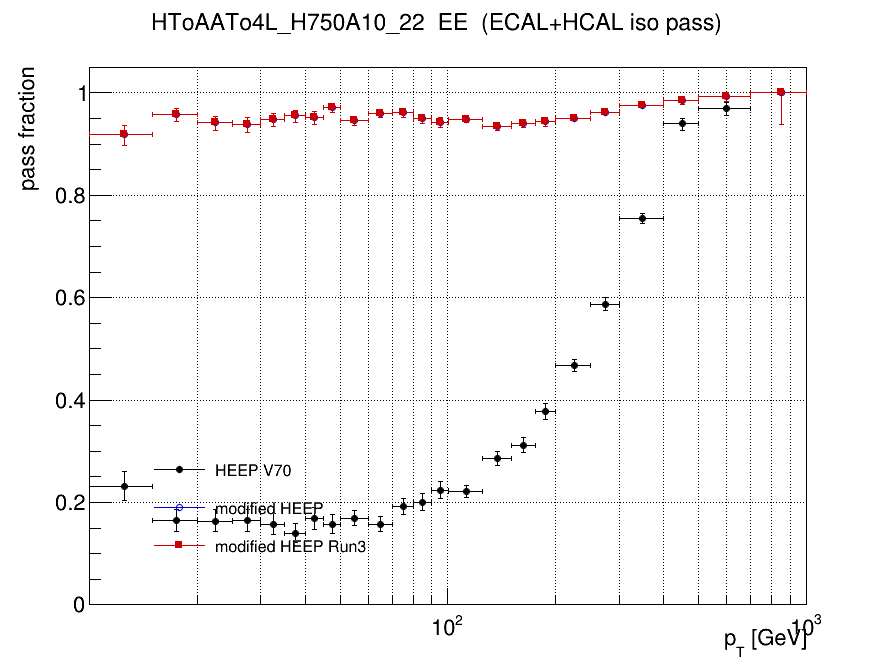 HToAATo4L_H750A10_22 EE (ECAL+HCAL iso pass)
pass fraction
1
0.8
0.6
0.4
0.2
0
HEEP V70
modified HEEP
modified HEEP Run3
10²
10³
p_T [GeV]